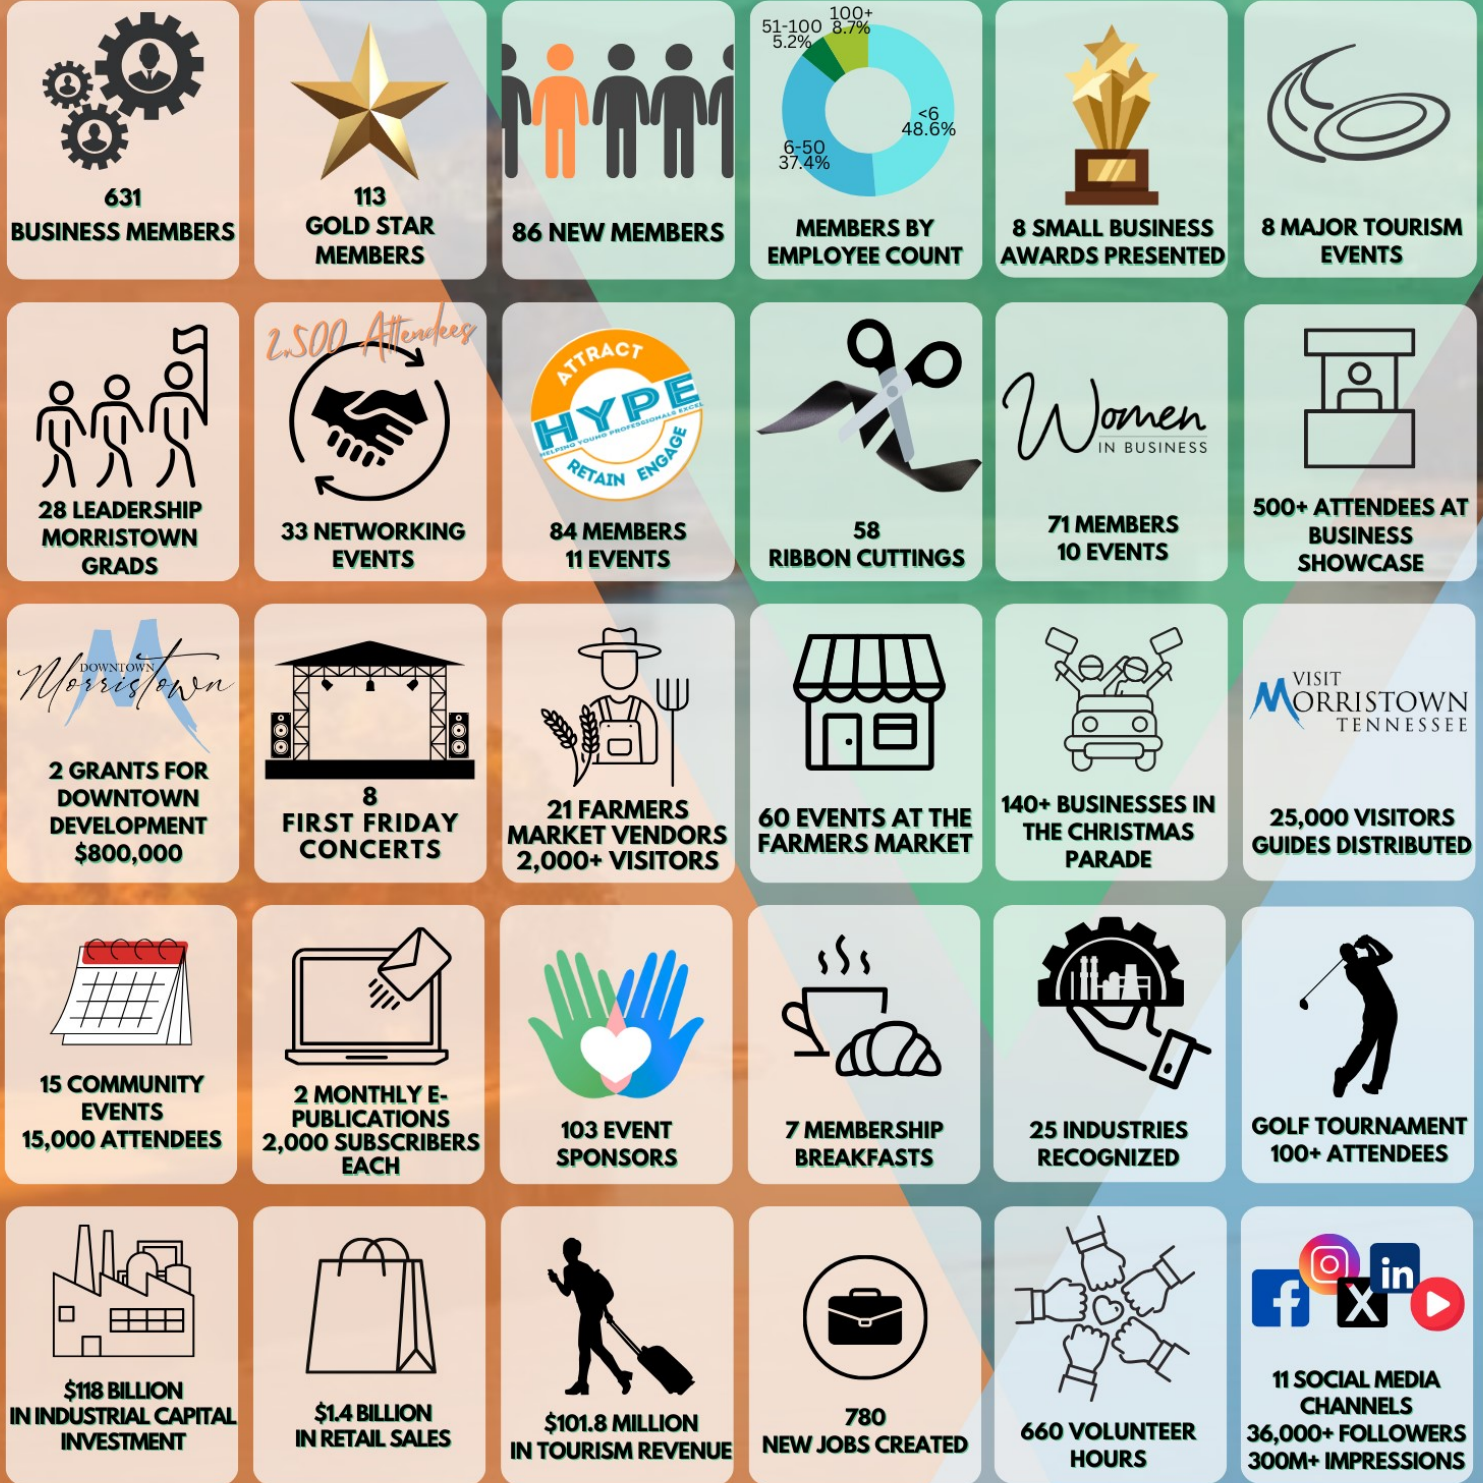 631
BUSINESS MEMBERS
113
GOLD STAR
MEMBERS
86 NEW MEMBERS
100+
8.7%
51-100
5.2%
<6
48.6%
6-50
37.4%
MEMBERS BY
EMPLOYEE COUNT
8 SMALL BUSINESS
AWARDS PRESENTED
8 MAJOR TOURISM
EVENTS
28 LEADERSHIP
MORRISTOWN
GRADS
2,500 Attendees
33 NETWORKING
EVENTS
ATTRACT
HYPE
HELPING YOUNG PROFESSIONALS EXCEL
RETAIN ENGAGE
84 MEMBERS
11 EVENTS
58
RIBBON CUTTINGS
Women
IN BUSINESS
71 MEMBERS
10 EVENTS
500+ ATTENDEES AT
BUSINESS
SHOWCASE
DOWNTOWN
Morristown
2 GRANTS FOR
DOWNTOWN
DEVELOPMENT
$800,000
8
FIRST FRIDAY
CONCERTS
21 FARMERS
MARKET VENDORS
2,000+ VISITORS
60 EVENTS AT THE
FARMERS MARKET
140+ BUSINESSES IN
THE CHRISTMAS
PARADE
VISIT
MORRISTOWN
TENNESSEE
25,000 VISITORS
GUIDES DISTRIBUTED
15 COMMUNITY
EVENTS
15,000 ATTENDEES
2 MONTHLY E-
PUBLICATIONS
2,000 SUBSCRIBERS
EACH
103 EVENT
SPONSORS
7 MEMBERSHIP
BREAKFASTS
25 INDUSTRIES
RECOGNIZED
GOLF TOURNAMENT
100+ ATTENDEES
$118 BILLION
IN INDUSTRIAL CAPITAL
INVESTMENT
$1.4 BILLION
IN RETAIL SALES
$101.8 MILLION
IN TOURISM REVENUE
780
NEW JOBS CREATED
660 VOLUNTEER
HOURS
f
X
in
11 SOCIAL MEDIA
CHANNELS
36,000+ FOLLOWERS
300M+ IMPRESSIONS